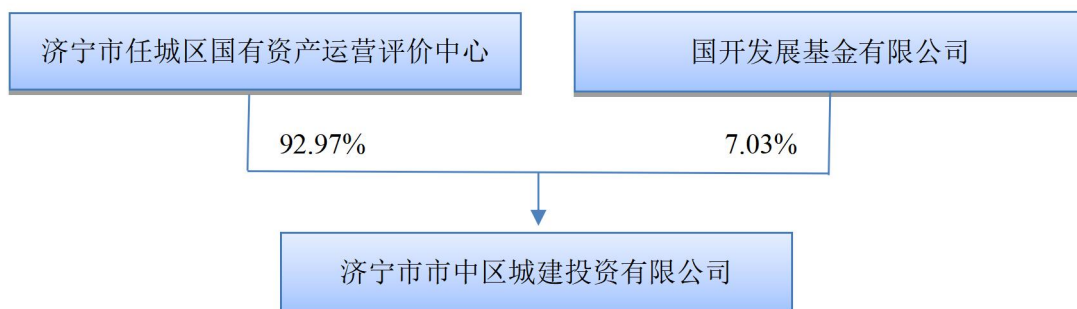 济宁市任城区国有资产运营评价中心
国开发展基金有限公司
92.97%
7.03%
济宁市市中区城建投资有限公司